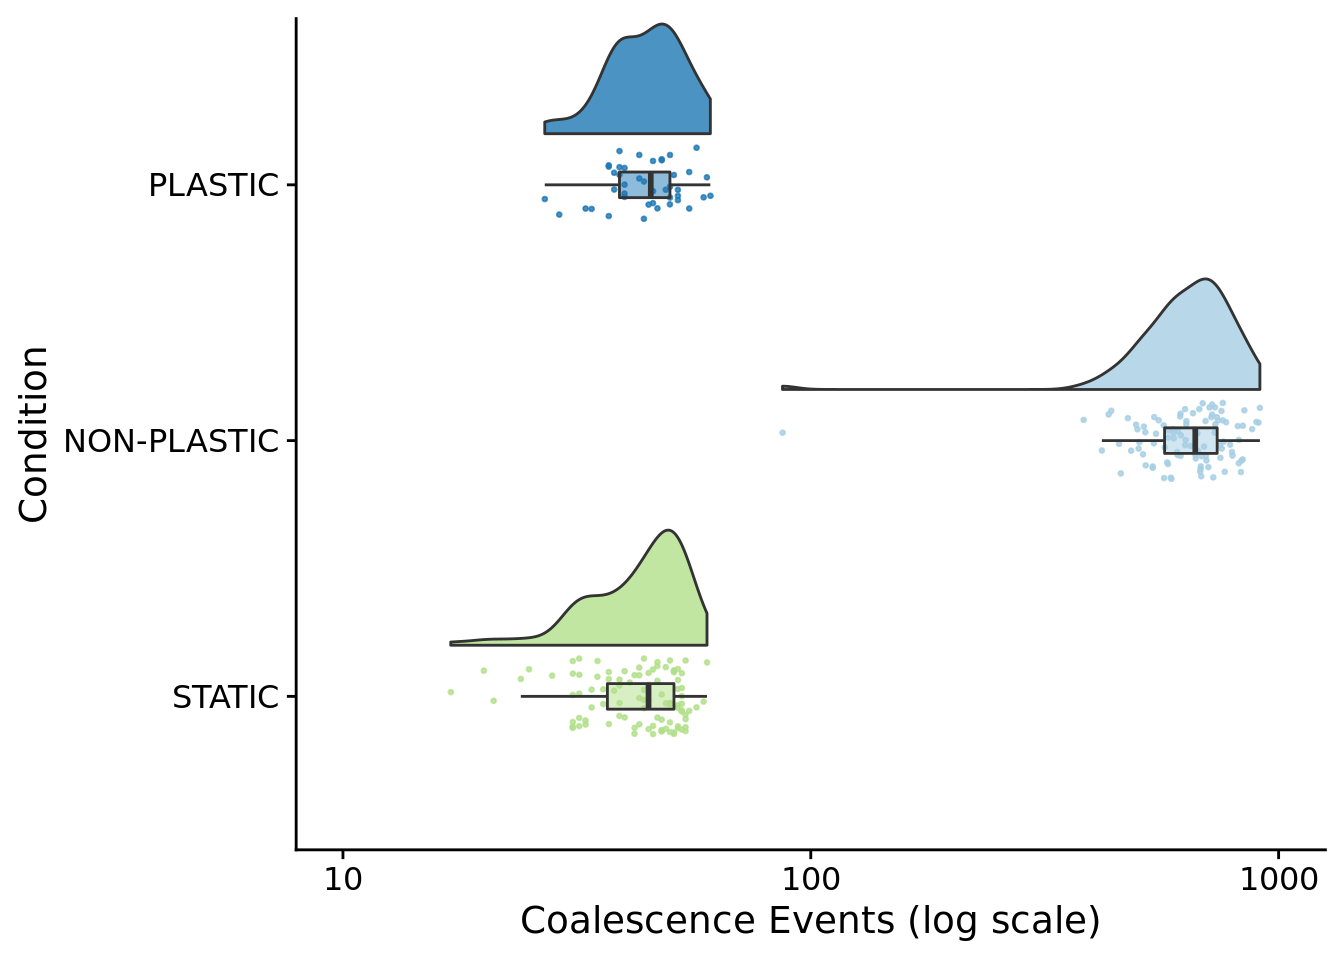 PLASTIC
NON-PLASTIC
STATIC
Condition
10 100 1000
Coalescence Events (log scale)